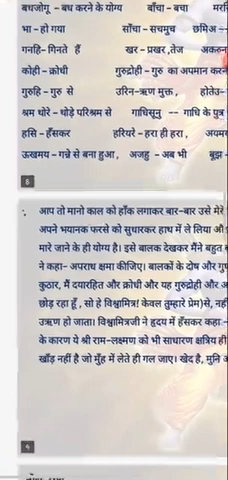 बधजोगू - बध करने के योग्य बाँचा - बचा
भा - हो गया साँचा - सचमुच छमिअ -
गनहि - गिनते हैं खर - प्रखर ,तेज
कोही - क्रोधी गुरुद्रोही - गुरु का अपमान
गुरुहि - गुरु से उरिन-ऋण मुक्त , होतेउ-
श्रम थोरे - थोड़े परिश्रम से गाधिसूनु -- गाधि के पुत्र
हसि - हँसकर हरियरे - हरा ही हरा ,
ऊखमय - गन्ने से बना हुआ , अजहु - अब भी बूझ -
8
आप तो मानो काल को हाँक लगाकर बार-बार उसे मेरे
अपने भयानक फरसे को सुधारकर हाथ में ले लिया
मारे जाने के ही योग्य है। इसे बालक देखकर मैंने बहुत
ने कहा- अपराध क्षमा कीजिए। बालकों के दोष और
कुठार, मैं दयारहित और क्रोधी और यह गुरुद्रोही और
छोड़ रहा हूँ , सो हे विश्वामित्र! केवल तुम्हारे प्रेम)से, नहीं
उऋण हो जाता। विश्वामित्रजी ने हृदय में हँसकर कहा -
के कारण ये श्री राम-लक्ष्मण को भी साधारण क्षत्रिय ही
खाँड़ नहीं है जो मुँह में लेते ही गल जाए। खेद है, मुनि
9